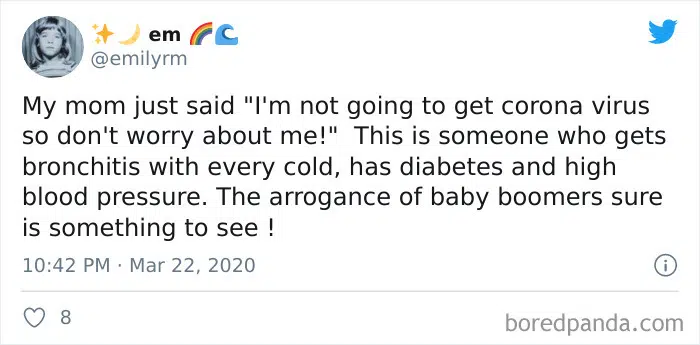 ✨🌙 em 🌈🌊
@emilyrm
My mom just said "I'm not going to get corona virus
so don't worry about me!"  This is someone who gets
bronchitis with every cold, has diabetes and high
blood pressure. The arrogance of baby boomers sure
is something to see !
10:42 PM · Mar 22, 2020
8
boredpanda.com